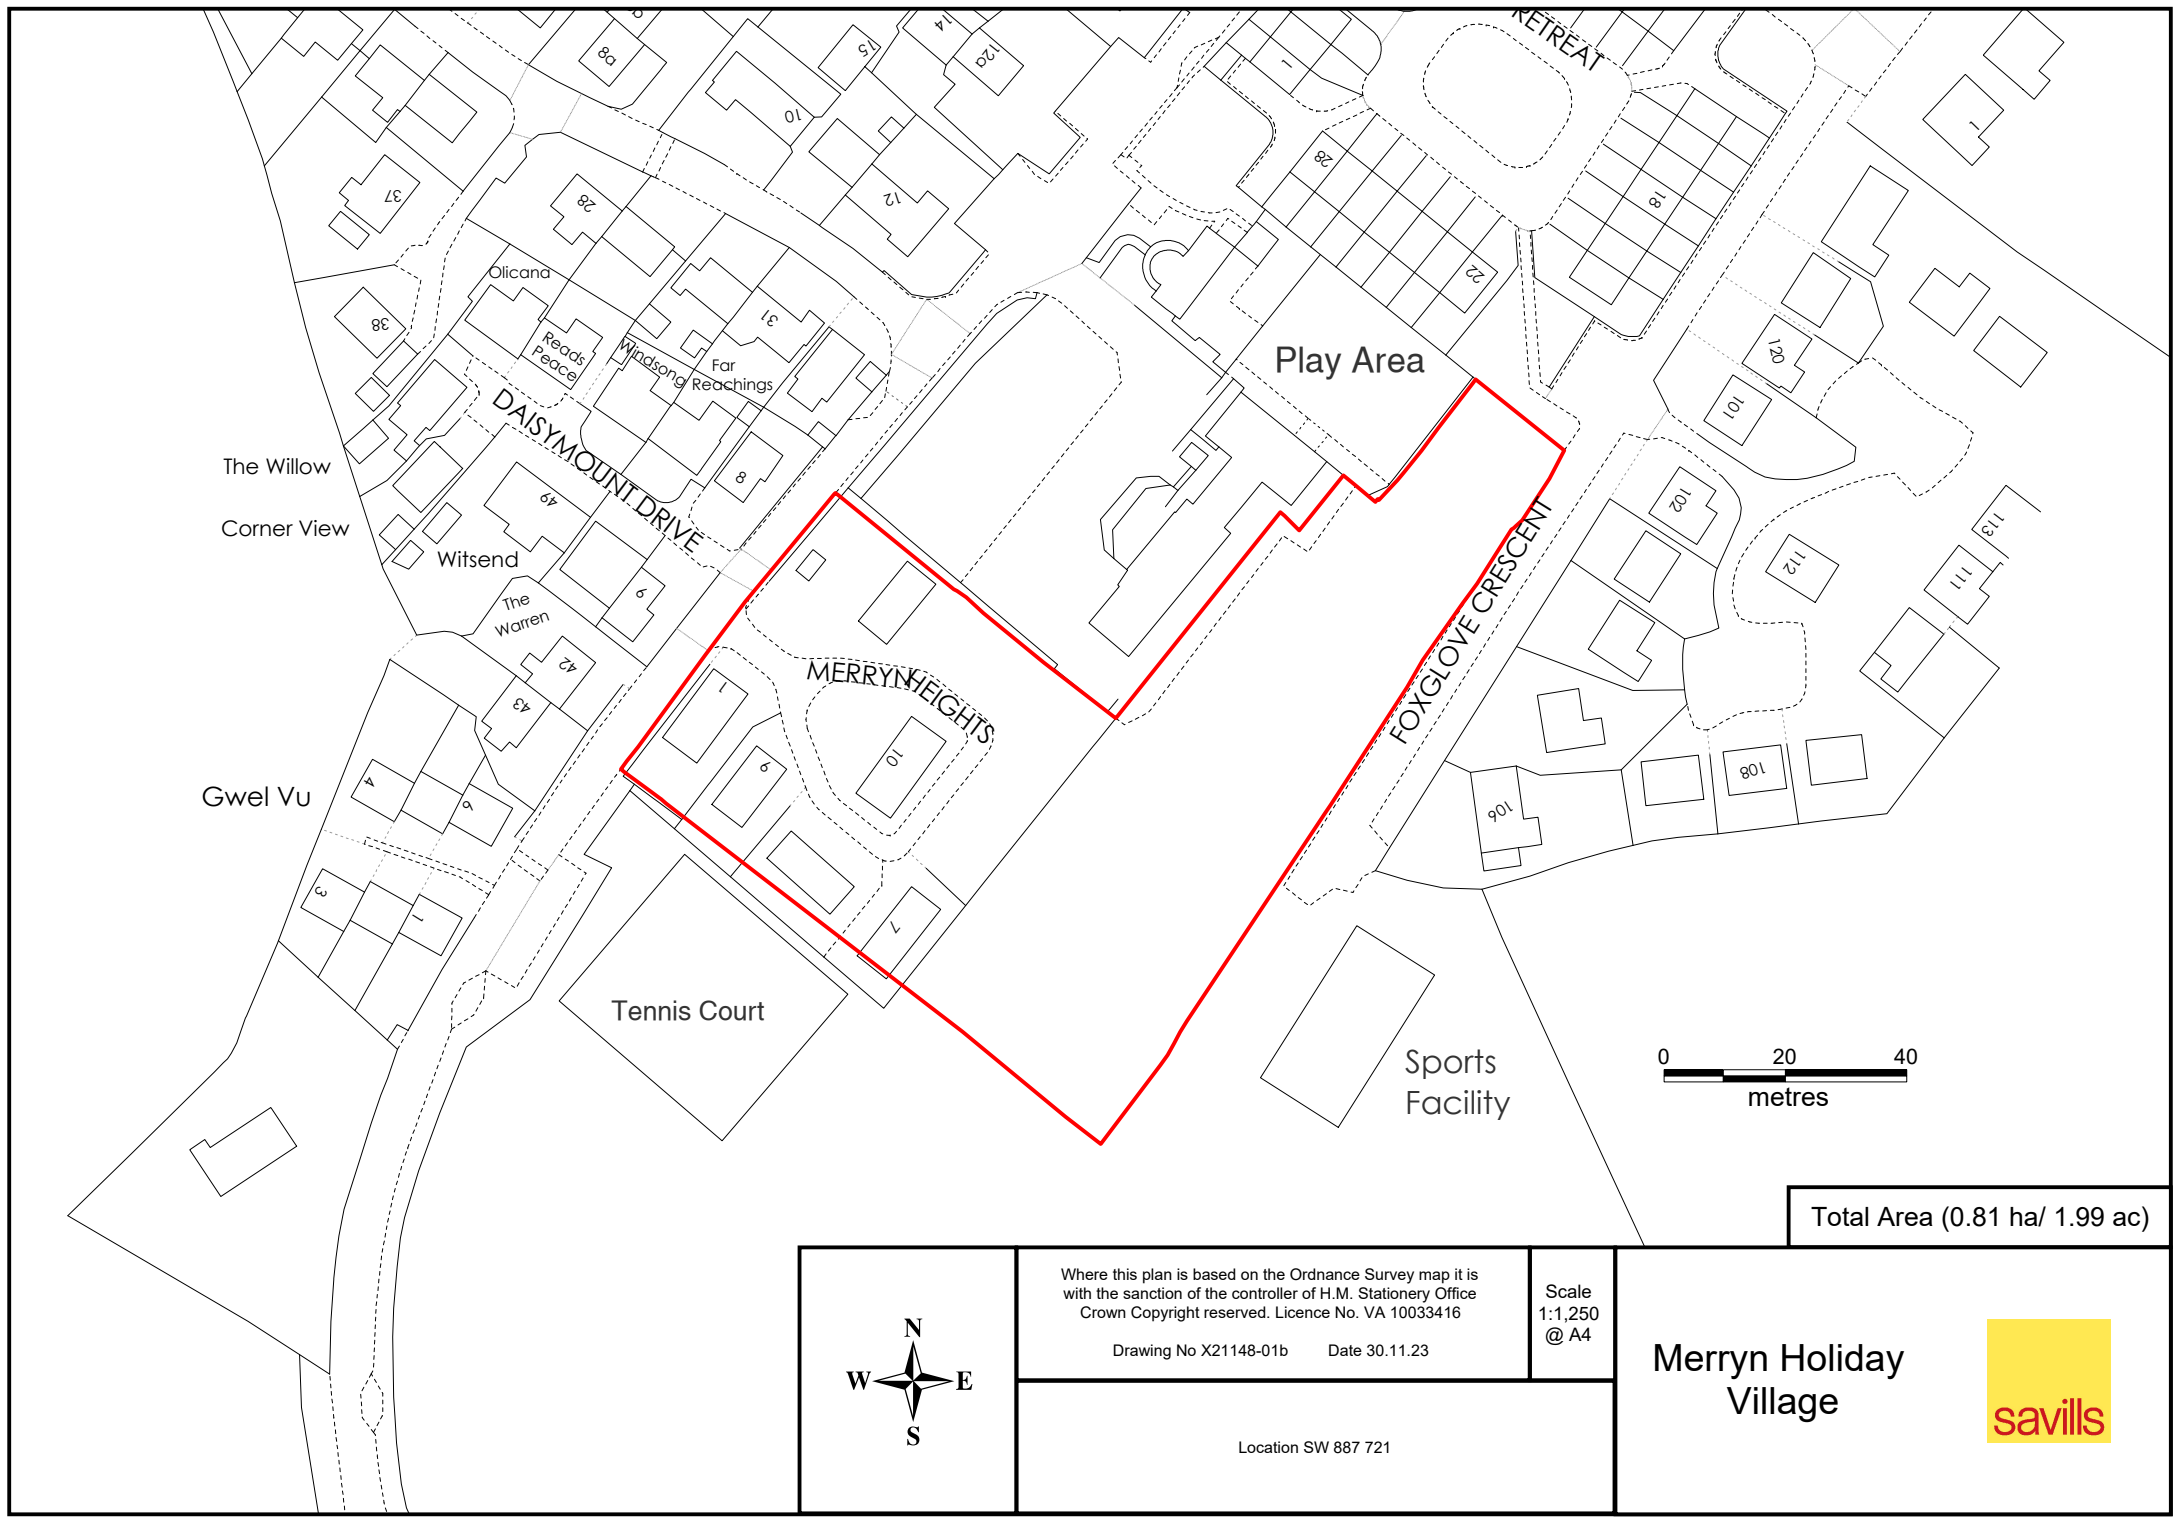 8a
15
14
12a
RETREAT
1
1
70
37
28
12
28
18
Olicana
22
38
31
Reads
Peace
Windsong
Far
Reachings
Play Area
120
101
DAISYMOUNT DRIVE
8
The Willow
49
102
Corner View
113
Witsend
112
111
The
Warren
9
FOXGLOVE CRESCENT
42
MERRYN HEIGHTS
1
43
10
9
4
6
Gwel Vu
108
106
3
1
7
Tennis Court
Sports
Facility
0 20 40
metres
Total Area (0.81 ha/ 1.99 ac)
Where this plan is based on the Ordnance Survey map it is
with the sanction of the controller of H.M. Stationery Office
Crown Copyright reserved. Licence No. VA 10033416
Drawing No X21148-01b Date 30.11.23
Scale
1:1,250
@ A4
N
W E
S
Location SW 887 721
Merryn Holiday
Village
savills